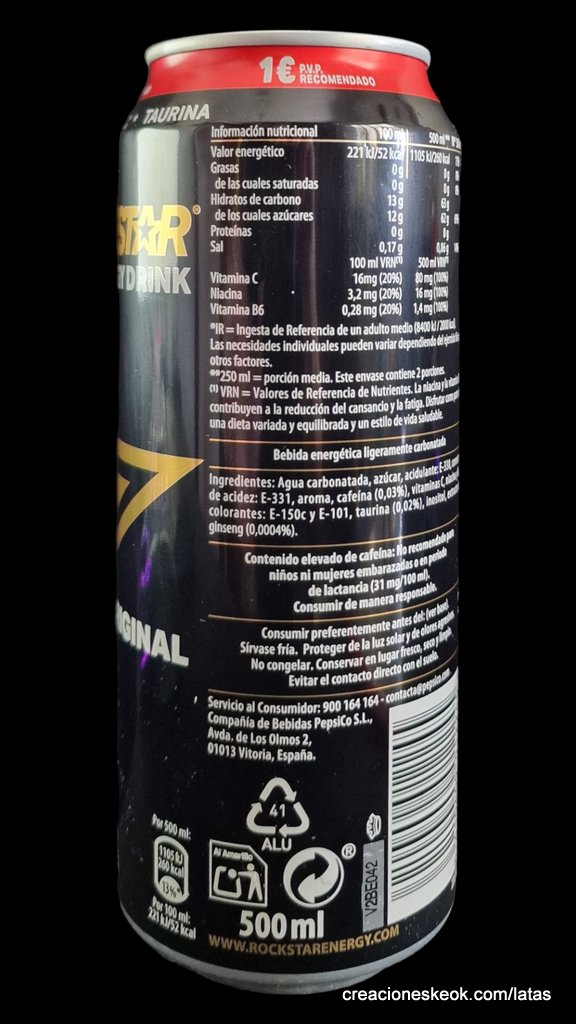 1€ P.V.P. RECOMENDADO
TAURINA
STAR®
DRINK
ORIGINAL
Información nutricional 100 ml 500 ml**
Valor energético 221 kJ/52 kcal 1105 kJ/260 kcal
Grasas 0 g 0 g
de las cuales saturadas 0 g 0 g
Hidratos de carbono 13 g 63 g
de los cuales azúcares 12 g 62 g
Proteínas 0 g 0 g
Sal 0,17 g 0,86 g
100 ml VRN(1) 500 ml VRN(1)
Vitamina C 16mg (20%) 80 mg (100%)
Niacina 3,2 mg (20%) 16 mg (100%)
Vitamina B6 0,28 mg (20%) 1,4 mg (100%)
*IR = Ingesta de Referencia de un adulto medio (8400 kJ / 2000 kcal).
Las necesidades individuales pueden variar dependiendo del
otros factores.
**250 ml = porción media. Este envase contiene 2 porciones.
(1) VRN = Valores de Referencia de Nutrientes. La niacina y la
contribuyen a la reducción del cansancio y la fatiga. Disfrutar
una dieta variada y equilibrada y un estilo de vida saludable.
Bebida energética ligeramente carbonatada
Ingredientes: Agua carbonatada, azúcar, acidulante: E-330,
de acidez: E-331, aroma, cafeína (0,03%), vitaminas C,
colorantes: E-150c y E-101, taurina (0,02%), inositol,
ginseng (0,0004%).
Contenido elevado de cafeína: No recomendado para
niños ni mujeres embarazadas o en periodo
de lactancia (31 mg/100 ml).
Consumir de manera responsable.
Consumir preferentemente antes del: (ver base).
Sírvase fría. Proteger de la luz solar y de olores agresivos.
No congelar. Conservar en lugar fresco, seco y limpio.
Evitar el contacto directo con el suelo.
Servicio al Consumidor: 900 164 164 - contacta@pepsico.com
Compañía de Bebidas PepsiCo S.L.,
Avda. de Los Olmos 2,
01013 Vitoria, España.
41
ALU
Por 500 ml:
1105 kJ
260 kcal
13%*
Por 100 ml:
221 kJ/52 kcal
Al Amarillo
®
V2BE042
500 ml
WWW.ROCKSTARENERGY.COM
creacioneskeok.com/latas